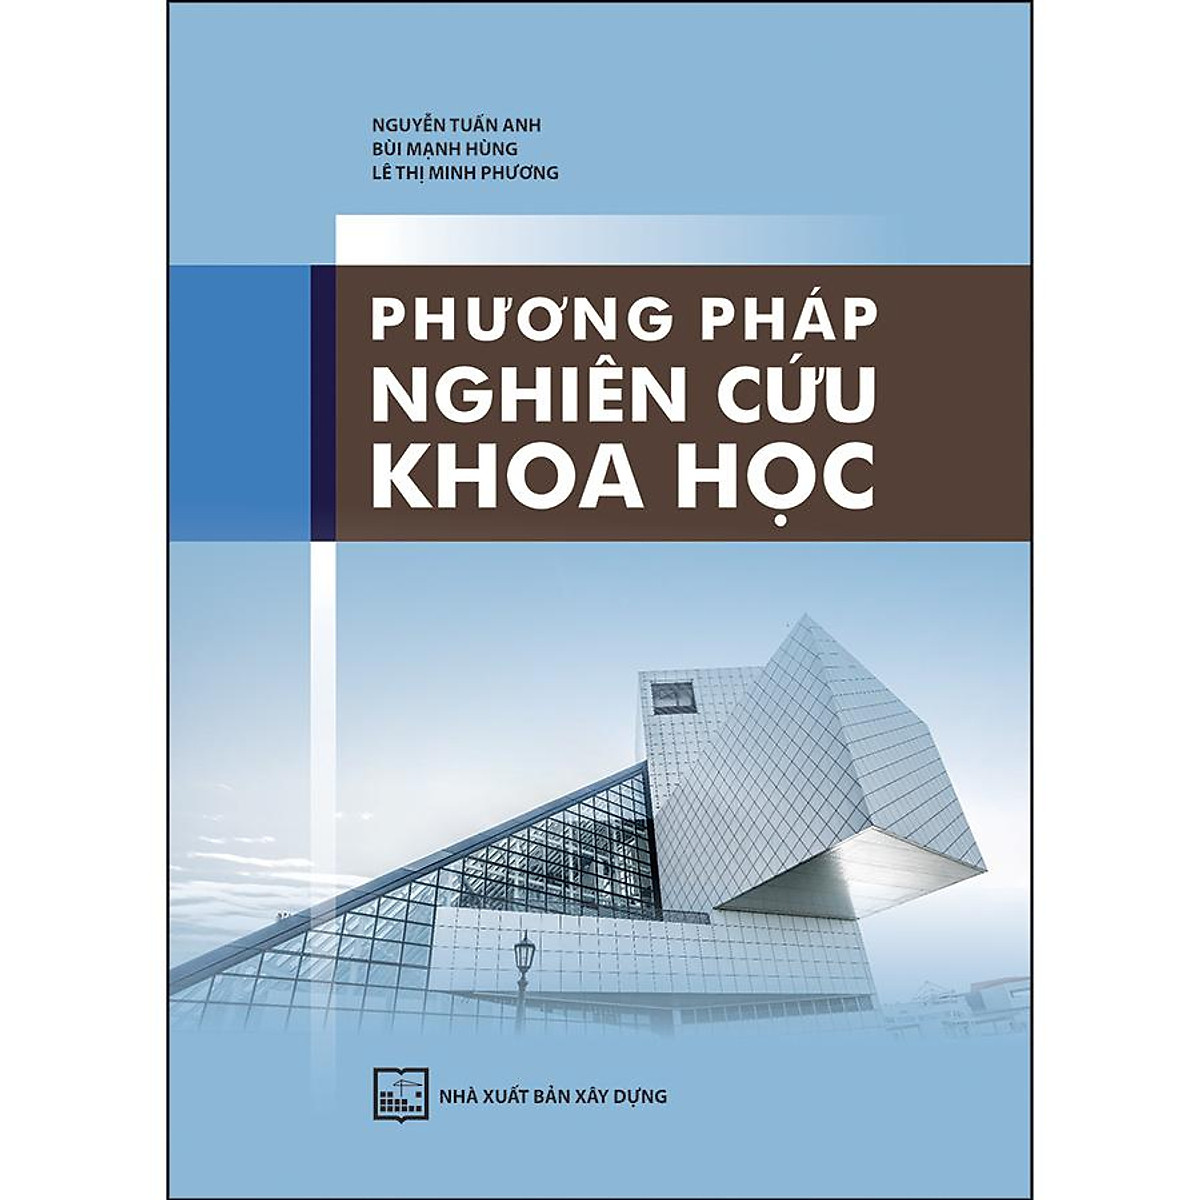 NGUYỄN TUẤN ANH
BÙI MẠNH HÙNG
LÊ THỊ MINH PHƯƠNG
PHƯƠNG PHÁP
NGHIÊN CỨU
KHOA HỌC
NHÀ XUẤT BẢN XÂY DỰNG